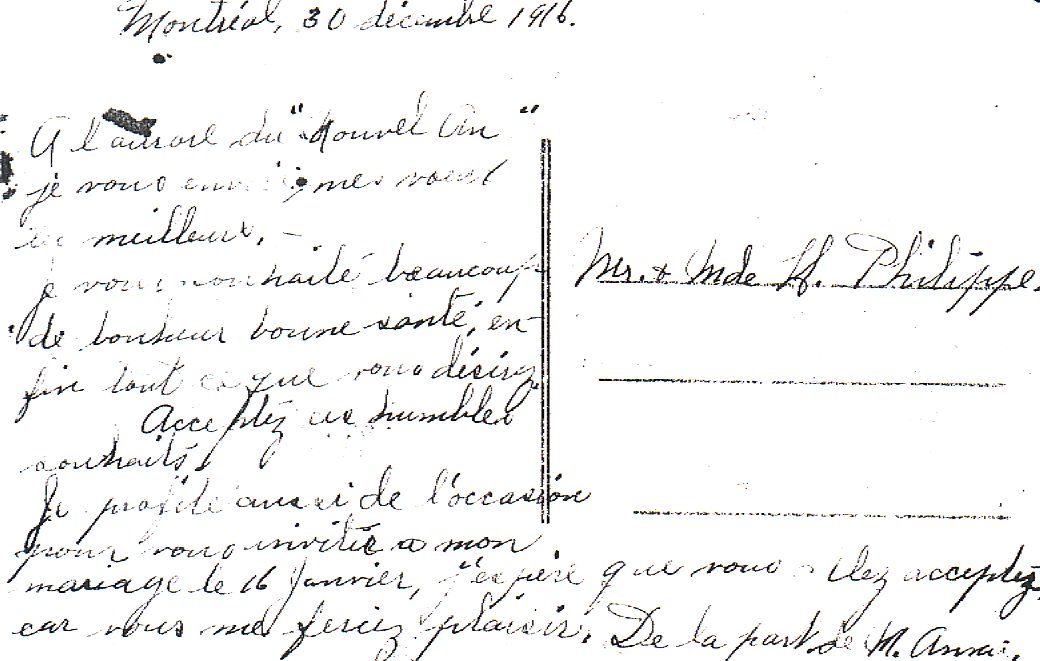 Montréal, 30 décembre 1916.
A l'aurore du "Nouvel An"
je vous envoie mes voeux
les meilleurs. -
Je vous souhaite beaucoup
de bonheur bonne santé, en-
fin tout ce que vous désirez
Acceptez ces humbles
souhaits.
Je profite aussi de l'occasion
pour vous invitée a mon
mariage le 16 Janvier, j'espère que vous acceptez,
car vous me feriez plaisir. De la part de M.
Mr. & Mde H. Philippe.